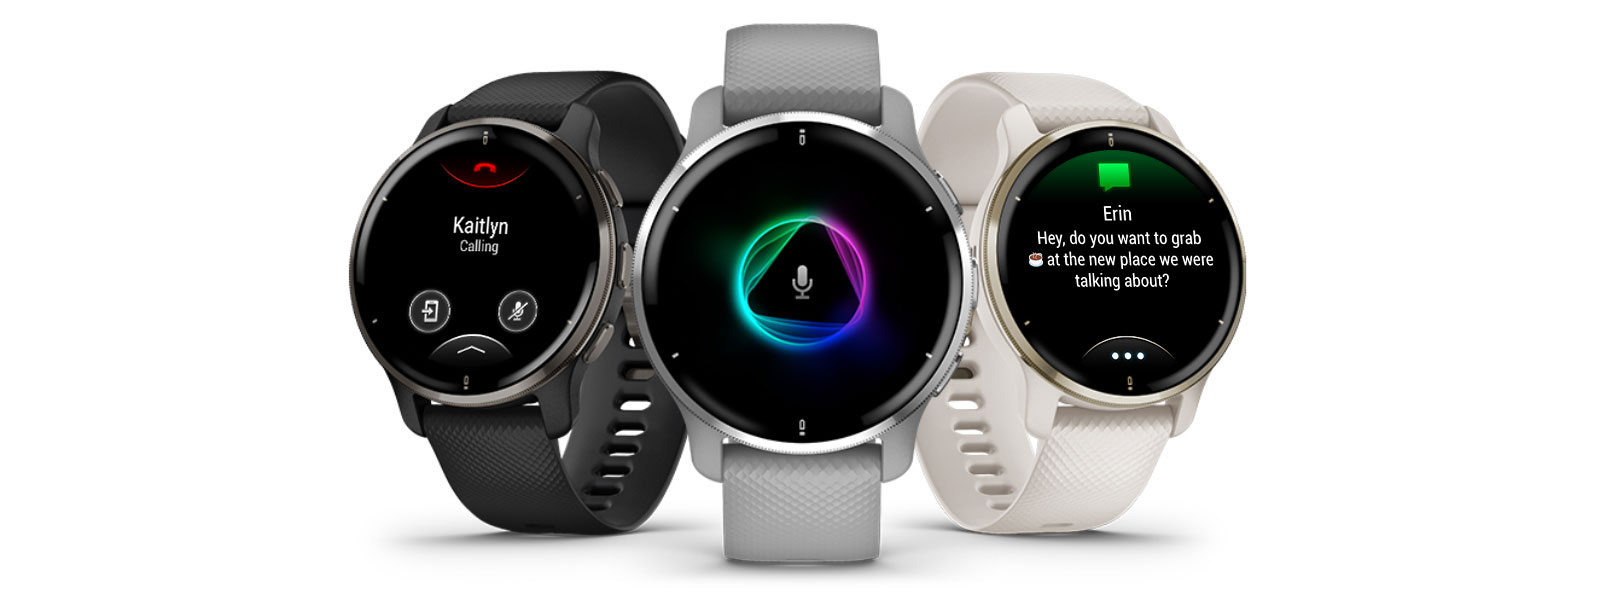 Kaitlyn
Calling
Erin
Hey, do you want to grab
☕ at the new place we were
talking about?